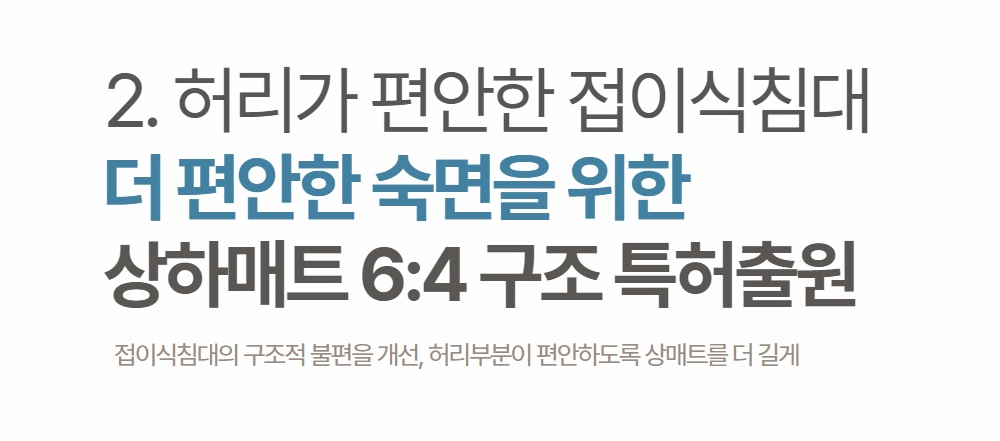 2. 허리가 편안한 접이식침대
더 편안한 숙면을 위한
상하매트 6:4 구조 특허출원
접이식침대의 구조적 불편을 개선, 허리부분이 편안하도록 상매트를 더 길게